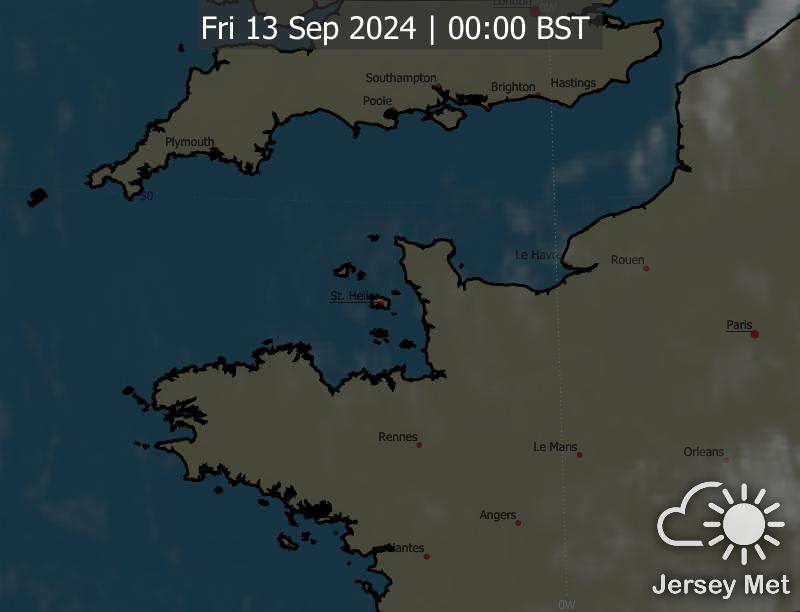 London
0W
Fri 13 Sep 2024 | 00:00 BST
Southampton
Brighton
Hastings
Poole
Plymouth
50
Le Havre
Rouen
St. Helier
Paris
Rennes
Le Mans
Orleans
Angers
Nantes
Jersey Met
0W